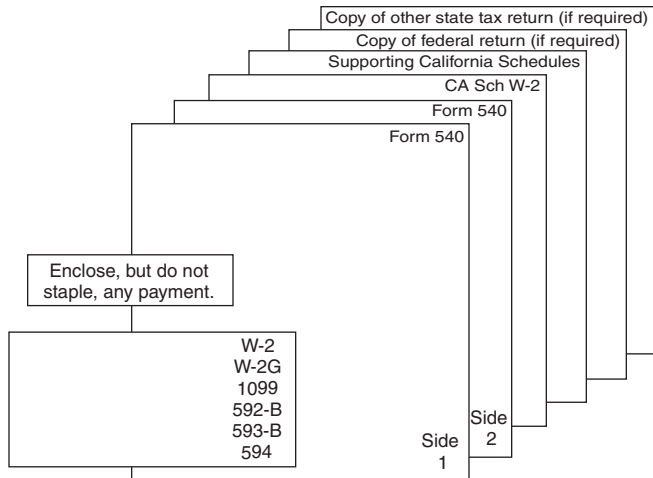 Copy of other state tax return (if required)
Copy of federal return (if required)
Supporting California Schedules
CA Sch W-2
Form 540
Form 540
Enclose, but do not
staple, any payment.
W-2
W-2G
1099
592-B
593-B
594
Side
2
Side
1